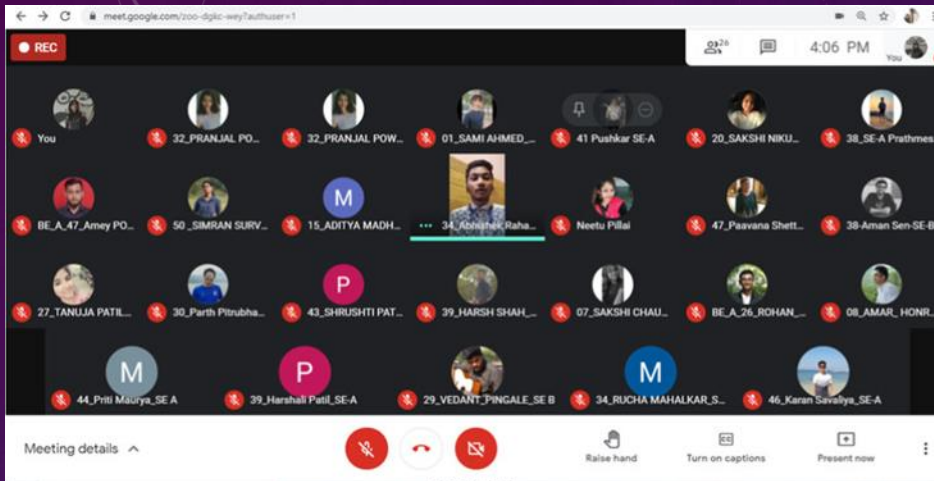 meet.google.com/zoo-dgkc-wey?authuser=1
REC
26
4:06 PM
You
You
32_PRANJAL PO...
32_PRANJAL POW...
01_SAMI AHMED_...
41 Pushkar SE-A
20_SAKSHI NIKU...
38_SE-A Prathmes
BE_A_47_Amey PO...
50 _SIMRAN SURV...
M
15_ADITYA MADH...
34_Abhishek Raha...
Neetu Pillai
47_Paavana Shett...
38-Aman Sen-SE-B
27_TANUJA PATIL...
30_Parth Pitrubha...
P
43_SHRUSHTI PAT...
39_HARSH SHAH_...
07_SAKSHI CHAU...
BE_A_26_ROHAN_...
08_AMAR_ HONR...
M
44_Priti Maurya_SE A
P
39_Harshali Patil_SE-A
29_VEDANT_PINGALE_SE B
M
34_RUCHA MAHALKAR_S...
46_Karan Savaliya_SE-A
Meeting details
Raise hand
CC
Turn on captions
Present now